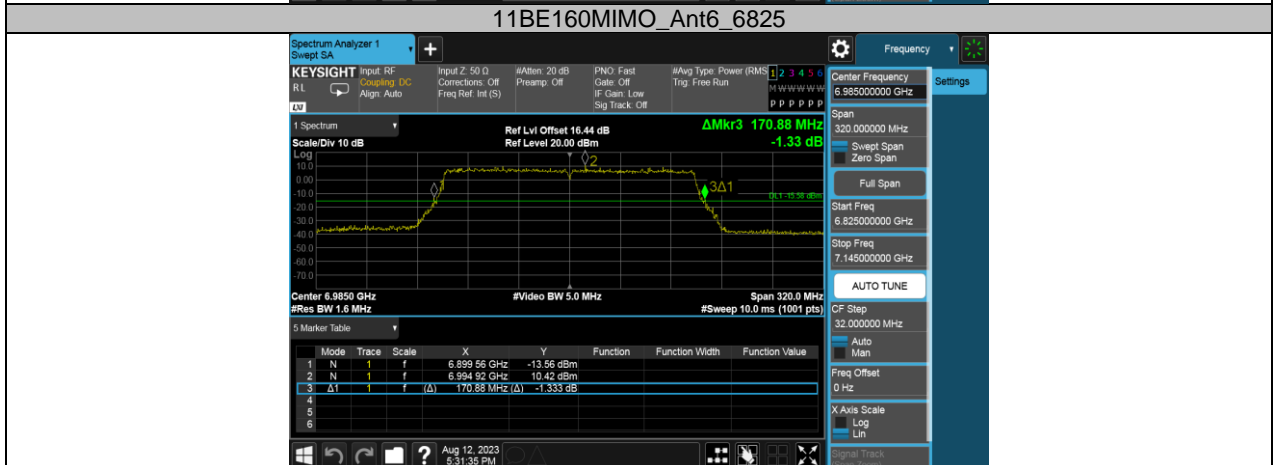 11BE160MIMO_Ant6_6825
Spectrum Analyzer 1
Swept SA
Frequency
KEYSIGHT
RL
LXI
Input: RF
Coupling: DC
Align: Auto
Input Z: 50 Ω
Corrections: Off
Freq Ref: Int (S)
#Atten: 20 dB
Preamp: Off
PNO: Fast
Gate: Off
IF Gain: Low
Sig Track: Off
#Avg Type: Power (RMS
Trig: Free Run
1 2 3 4 5 6
M W W W W W
P P P P P P
1 Spectrum
Scale/Div 10 dB
Ref Lvl Offset 16.44 dB
Ref Level 20.00 dBm
ΔMkr3 170.88 MHz
-1.33 dB
Log
10.0
0.00
-10.0
-20.0
-30.0
-40.0
-50.0
-60.0
-70.0
2
3Δ1
DL1 -15.58 dBm
Center 6.9850 GHz
#Video BW 5.0 MHz
Span 320.0 MHz
#Res BW 1.6 MHz
#Sweep 10.0 ms (1001 pts)
5 Marker Table
Mode Trace Scale X Y Function Function Width Function Value
1 N 1 f 6.899 56 GHz -13.56 dBm
2 N 1 f 6.994 92 GHz 10.42 dBm
3 Δ1 1 f (Δ) 170.88 MHz (Δ) -1.333 dB
4
5
6
Aug 12, 2023
5:31:35 PM
Center Frequency
6.985000000 GHz
Settings
Span
320.000000 MHz
Swept Span
Zero Span
Full Span
Start Freq
6.825000000 GHz
Stop Freq
7.145000000 GHz
AUTO TUNE
CF Step
32.000000 MHz
Auto
Man
Freq Offset
0 Hz
X Axis Scale
Log
Lin
Signal Track